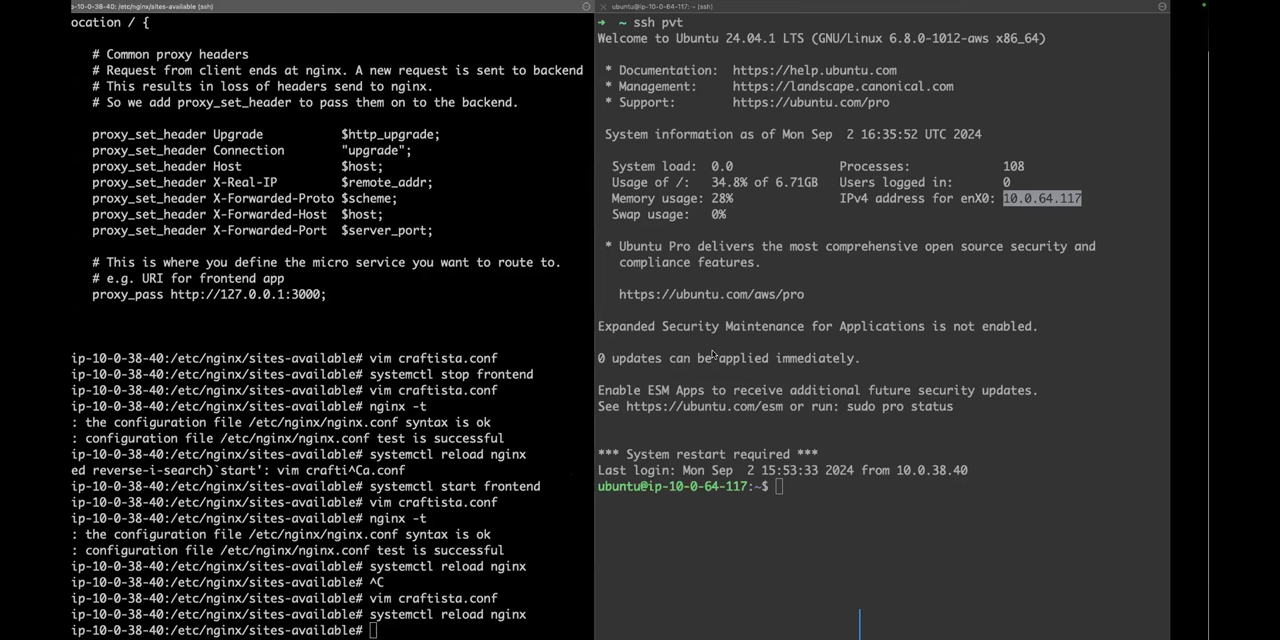 -10-0-38-40: /etc/nginx/sites-available (ssh)
ocation / {
# Common proxy headers
# Request from client ends at nginx. A new request is sent to backend
# This results in loss of headers send to nginx.
# So we add proxy_set_header to pass them on to the backend.
proxy_set_header Upgrade $http_upgrade;
proxy_set_header Connection "upgrade";
proxy_set_header Host $host;
proxy_set_header X-Real-IP $remote_addr;
proxy_set_header X-Forwarded-Proto $scheme;
proxy_set_header X-Forwarded-Host $host;
proxy_set_header X-Forwarded-Port $server_port;
# This is where you define the micro service you want to route to.
# e.g. URI for frontend app
proxy_pass http://127.0.0.1:3000;
ip-10-0-38-40:/etc/nginx/sites-available# vim craftista.conf
ip-10-0-38-40:/etc/nginx/sites-available# systemctl stop frontend
ip-10-0-38-40:/etc/nginx/sites-available# vim craftista.conf
ip-10-0-38-40:/etc/nginx/sites-available# nginx -t
: the configuration file /etc/nginx/nginx.conf syntax is ok
: configuration file /etc/nginx/nginx.conf test is successful
ip-10-0-38-40:/etc/nginx/sites-available# systemctl reload nginx
ed reverse-i-search)`start': vim crafti^Ca.conf
ip-10-0-38-40:/etc/nginx/sites-available# systemctl start frontend
ip-10-0-38-40:/etc/nginx/sites-available# vim craftista.conf
ip-10-0-38-40:/etc/nginx/sites-available# nginx -t
: the configuration file /etc/nginx/nginx.conf syntax is ok
: configuration file /etc/nginx/nginx.conf test is successful
ip-10-0-38-40:/etc/nginx/sites-available# systemctl reload nginx
ip-10-0-38-40:/etc/nginx/sites-available# ^C
ip-10-0-38-40:/etc/nginx/sites-available# vim craftista.conf
ip-10-0-38-40:/etc/nginx/sites-available# systemctl reload nginx
ip-10-0-38-40:/etc/nginx/sites-available#
ubuntu@ip-10-0-64-117: ~ (ssh)
➜ ~ ssh pvt
Welcome to Ubuntu 24.04.1 LTS (GNU/Linux 6.8.0-1012-aws x86_64)
* Documentation: https://help.ubuntu.com
* Management: https://landscape.canonical.com
* Support: https://ubuntu.com/pro
System information as of Mon Sep 2 16:35:52 UTC 2024
System load: 0.0 Processes: 108
Usage of /: 34.8% of 6.71GB Users logged in: 0
Memory usage: 28% IPv4 address for enX0: 10.0.64.117
Swap usage: 0%
* Ubuntu Pro delivers the most comprehensive open source security and
compliance features.
https://ubuntu.com/aws/pro
Expanded Security Maintenance for Applications is not enabled.
0 updates can be applied immediately.
Enable ESM Apps to receive additional future security updates.
See https://ubuntu.com/esm or run: sudo pro status
*** System restart required ***
Last login: Mon Sep 2 15:53:33 2024 from 10.0.38.40
ubuntu@ip-10-0-64-117:~$